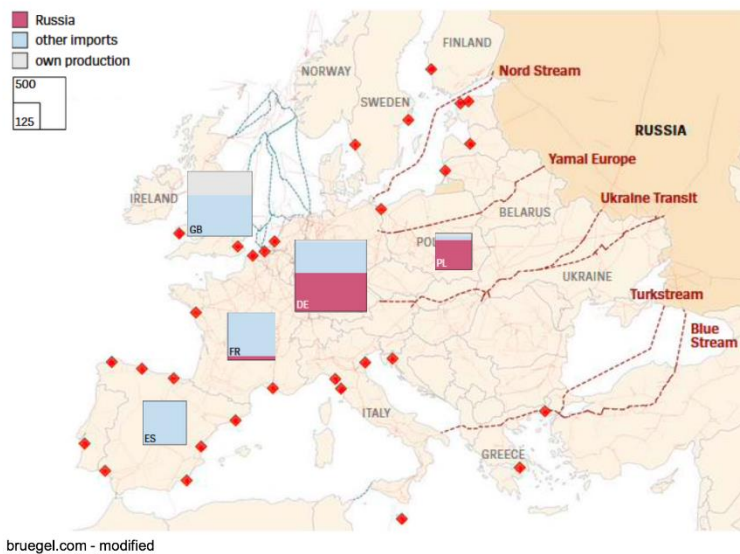 Russia
other imports
own production
500
125
FINLAND
NORWAY
Nord Stream
SWEDEN
RUSSIA
Yamal Europe
IRELAND
BELARUS
Ukraine Transit
GB
PO
PL
UKRAINE
DE
Turkstream
Blue
Stream
FR
ITALY
ES
GREECE
bruegel.com - modified